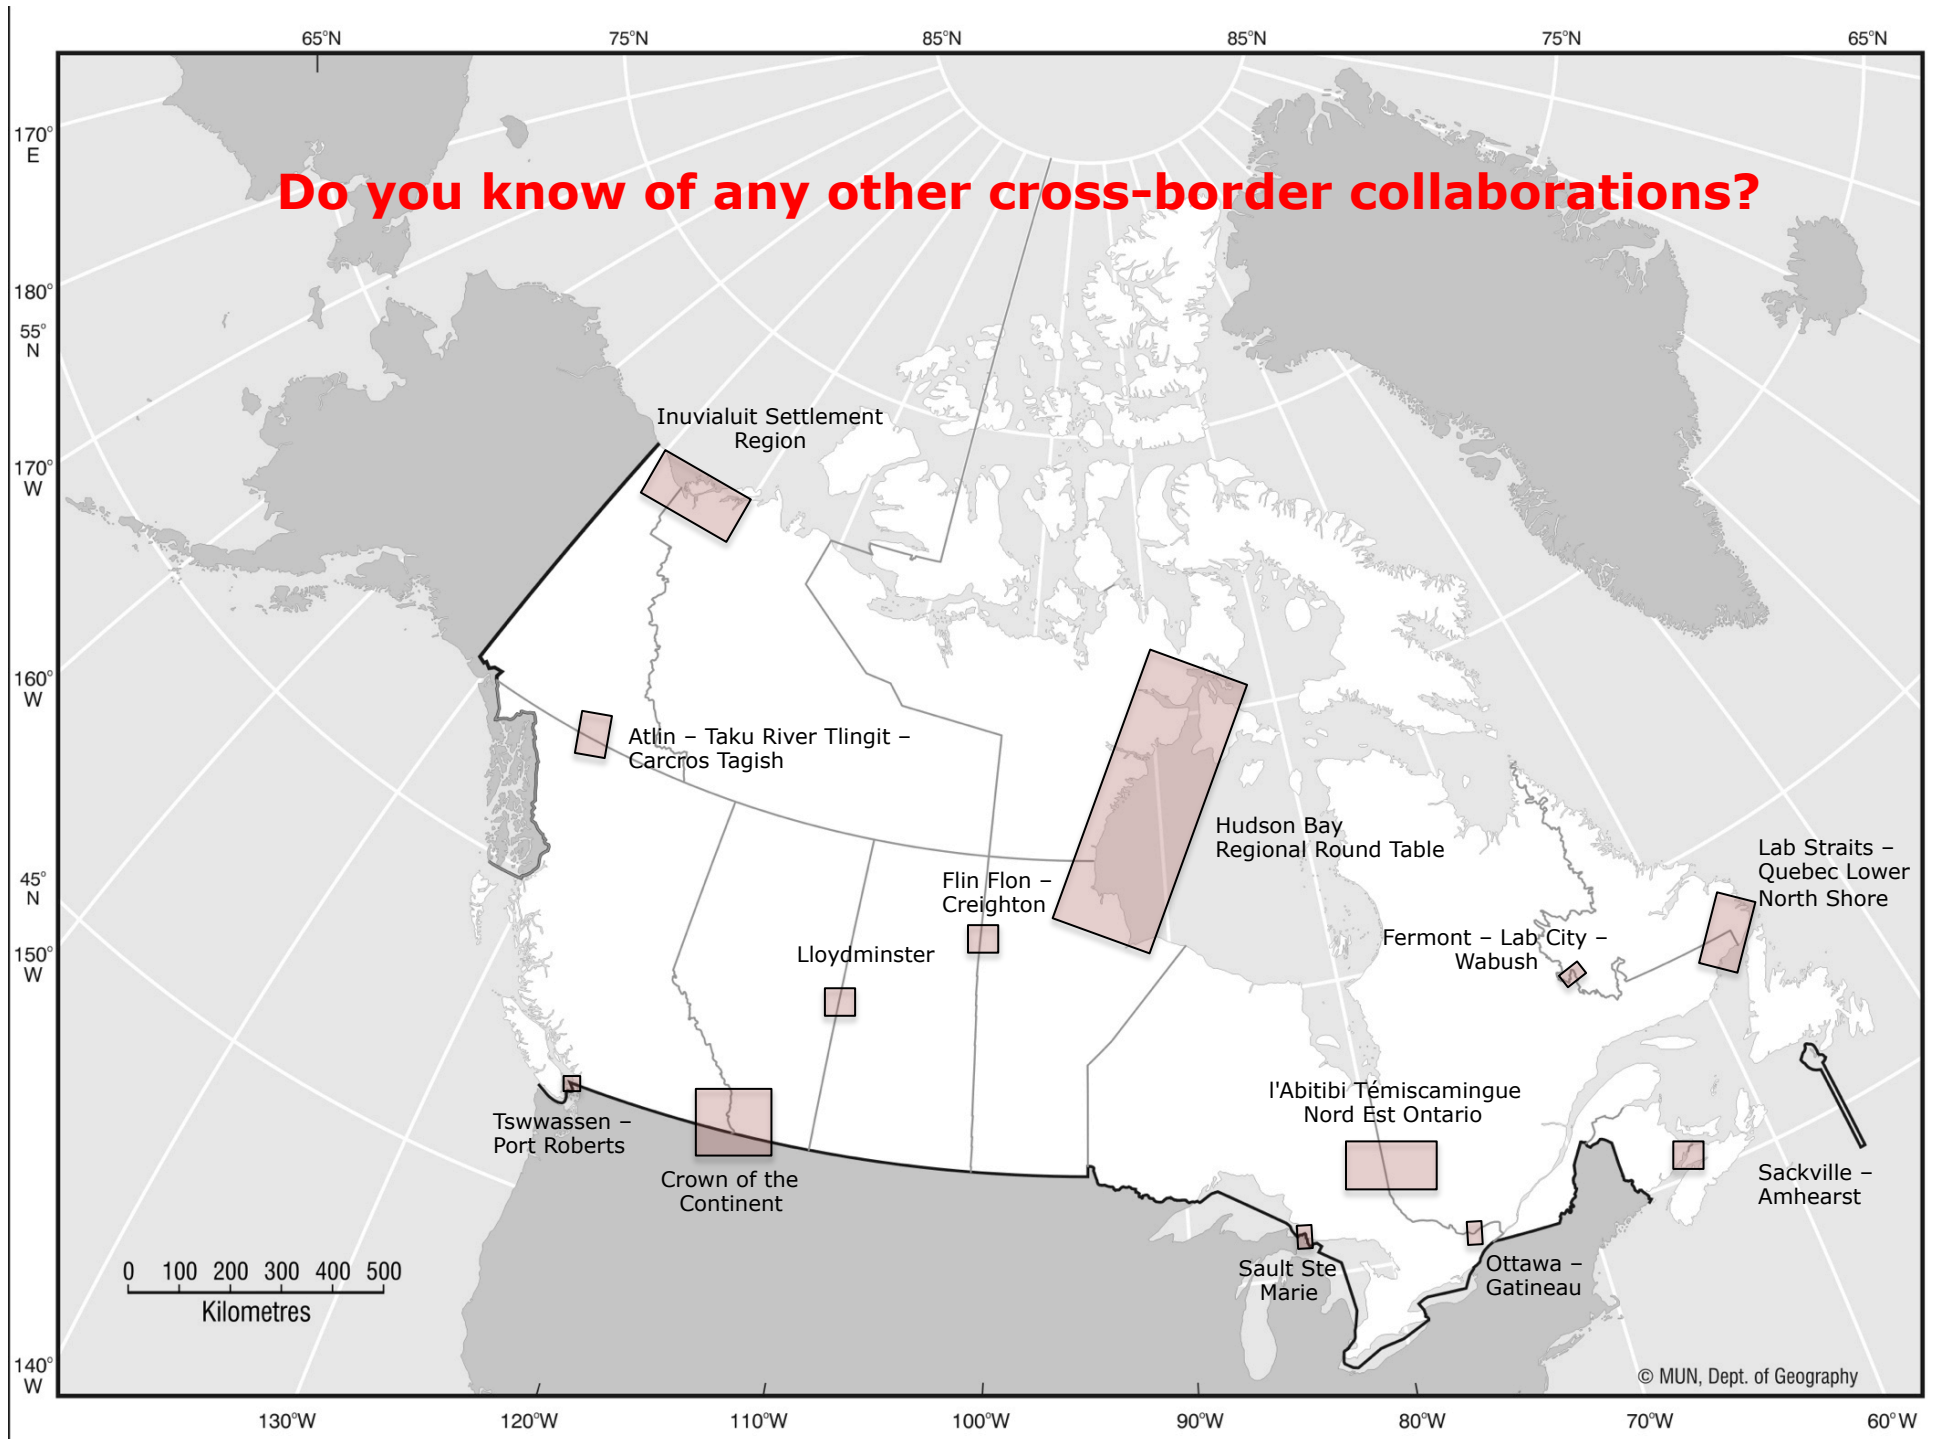 65°N
75°N
85°N
85°N
75°N
65°N
170°
E
Do you know of any other cross-border collaborations?
180°
55°
N
Inuvialuit Settlement
Region
170°
W
160°
W
Atlin – Taku River Tlingit –
Carcros Tagish
Hudson Bay
Regional Round Table
Lab Straits –
Quebec Lower
North Shore
45°
N
Flin Flon –
Creighton
Fermont – Lab City –
Wabush
150°
W
Lloydminster
Tswwassen –
Port Roberts
l'Abitibi Témiscamingue
Nord Est Ontario
Crown of the
Continent
Sackville –
Amhearst
Sault Ste
Marie
Ottawa –
Gatineau
0 100 200 300 400 500
Kilometres
140°
W
© MUN, Dept. of Geography
130°W
120°W
110°W
100°W
90°W
80°W
70°W
60°W